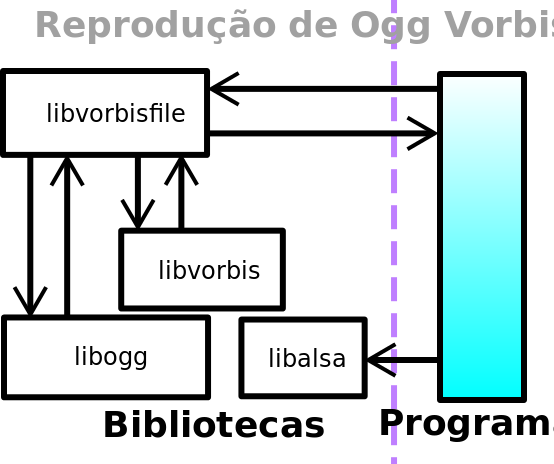 Reprodução de Ogg Vorbis
libvorbisfile
libvorbis
libogg
libalsa
Bibliotecas
Programa